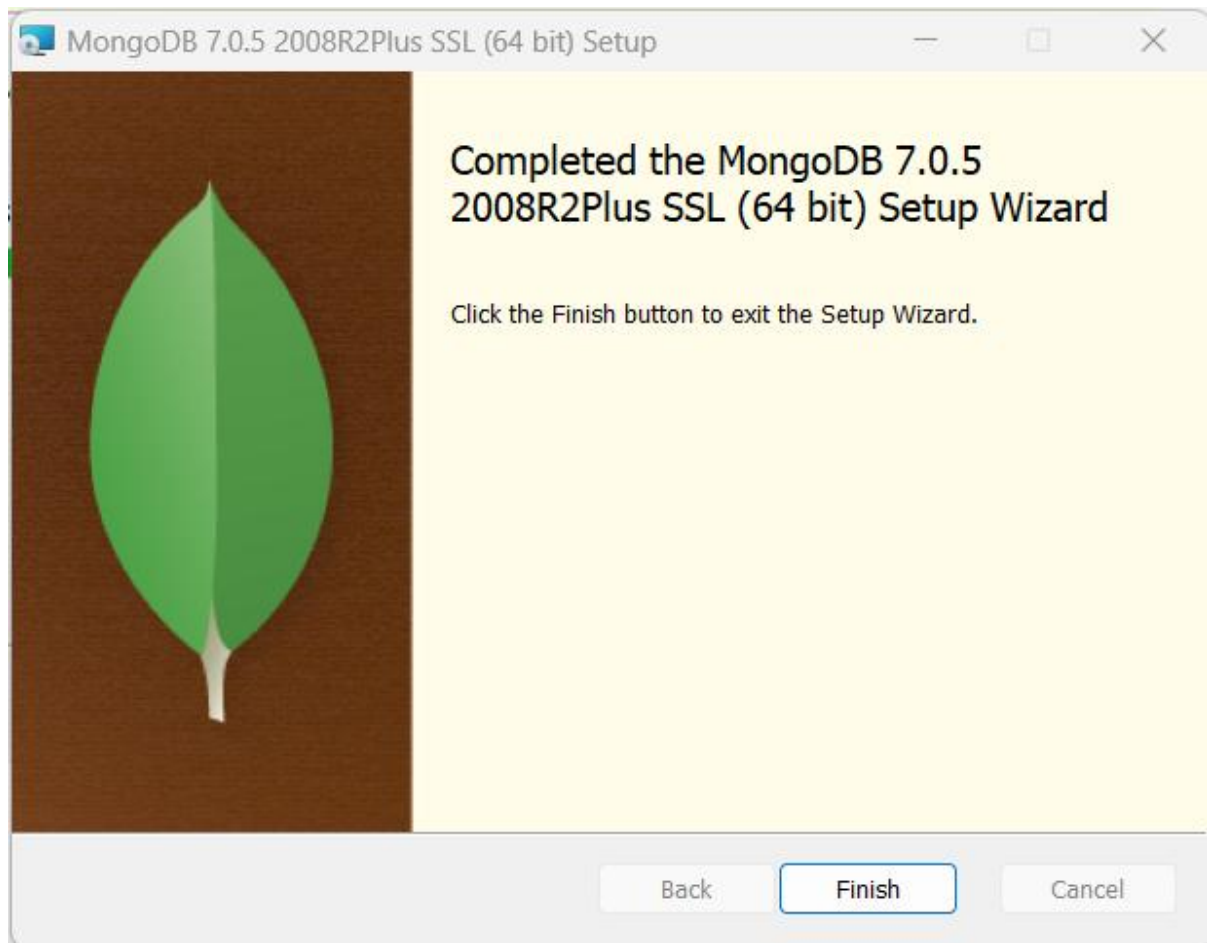 MongoDB 7.0.5 2008R2Plus SSL (64 bit) Setup
Completed the MongoDB 7.0.5
2008R2Plus SSL (64 bit) Setup Wizard
Click the Finish button to exit the Setup Wizard.
Back Finish Cancel